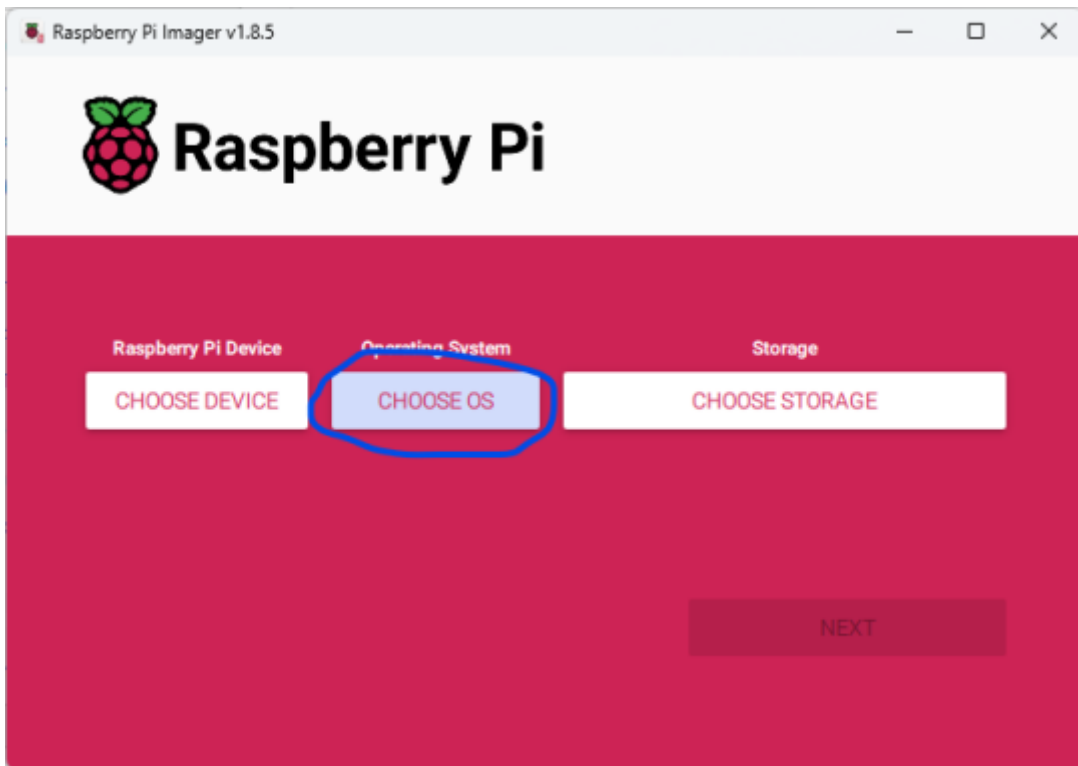 Raspberry Pi Imager v1.8.5
Raspberry Pi
Raspberry Pi Device
Operating System
Storage
CHOOSE DEVICE
CHOOSE OS
CHOOSE STORAGE
NEXT